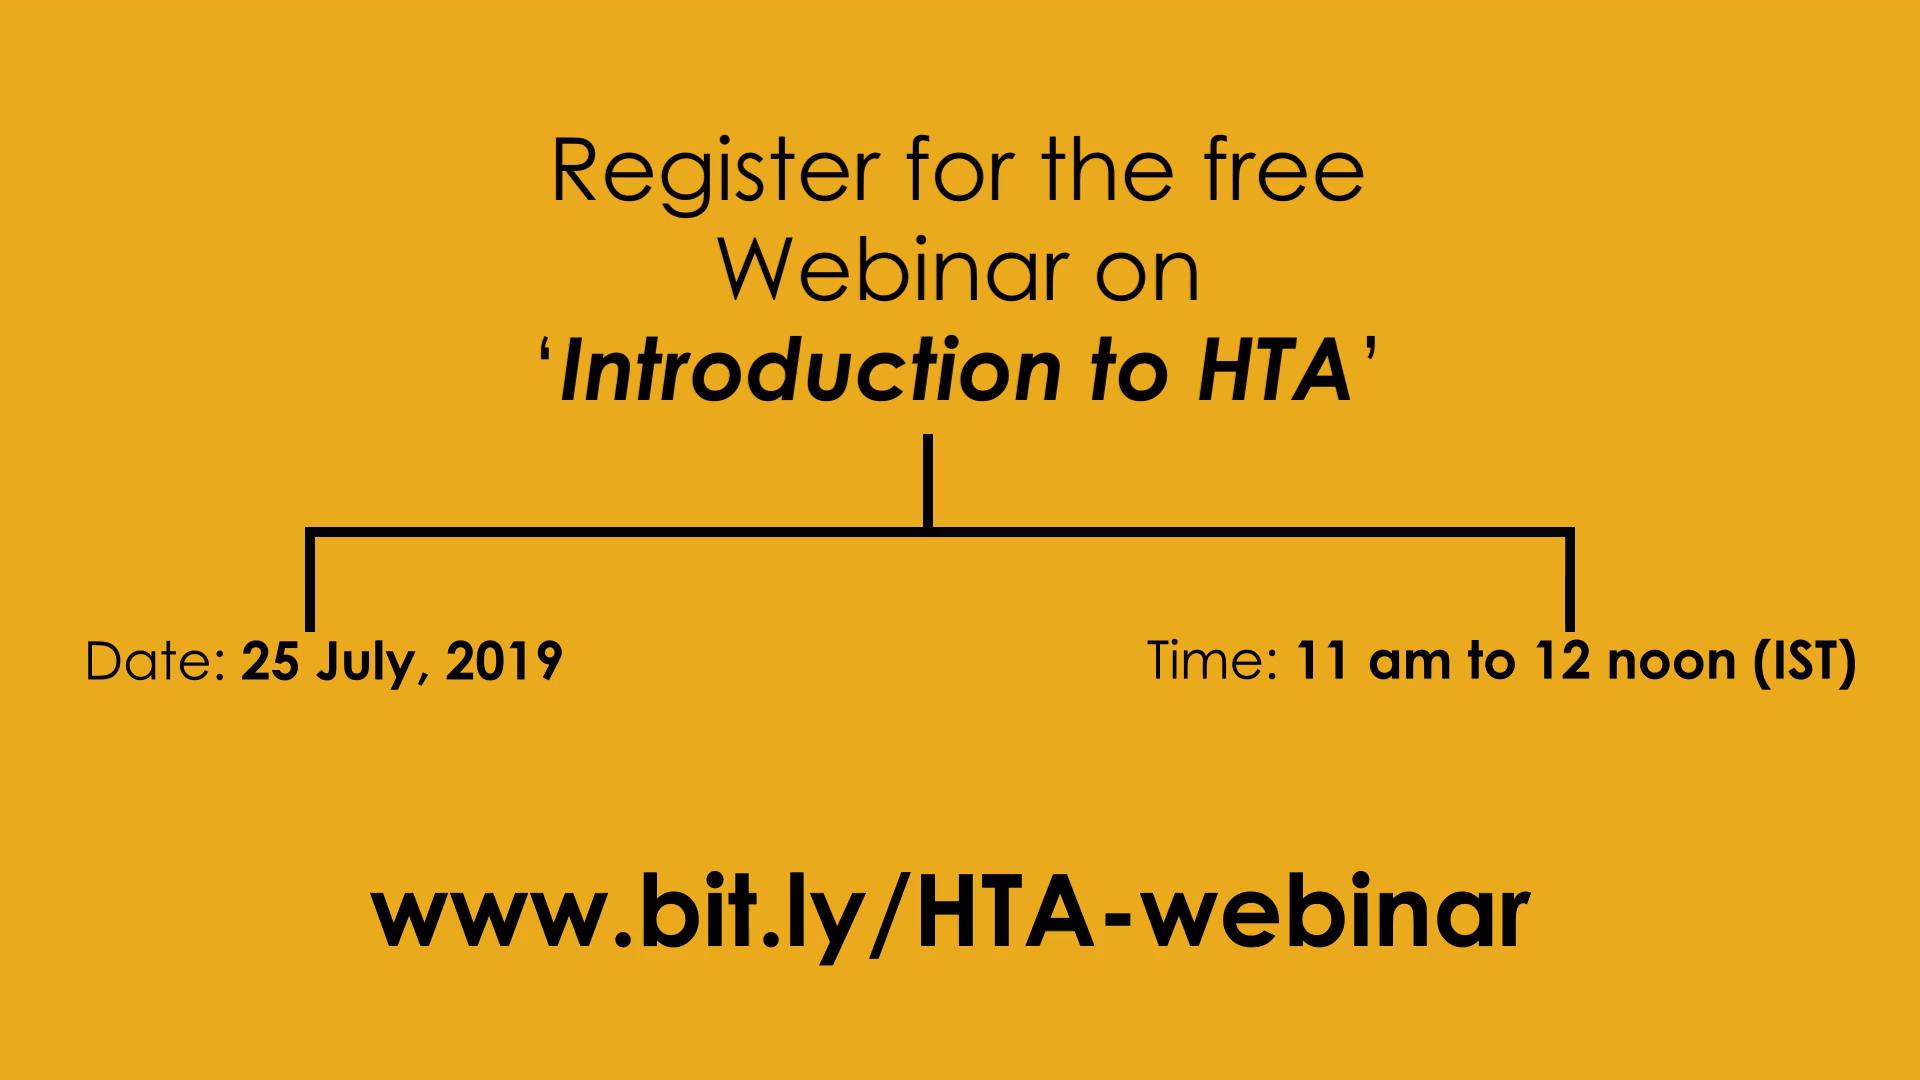 Register for the free
Webinar on
‘Introduction to HTA’
Date: 25 July, 2019
Time: 11 am to 12 noon (IST)
www.bit.ly/HTA-webinar